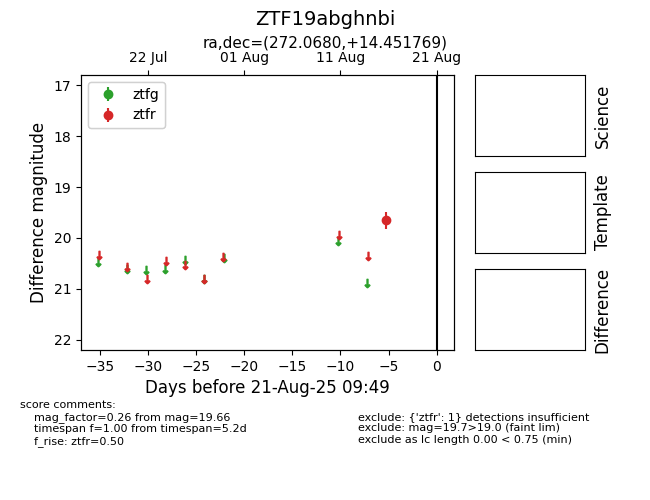 ZTF19abghnbi
ra,dec=(272.0680,+14.451769)
22 Jul 01 Aug 11 Aug 21 Aug
ztfg
ztfr
17
18
19
20
21
22
Difference magnitude
−35 −30 −25 −20 −15 −10 −5 0
Days before 21-Aug-25 09:49
Science
Template
Difference
score comments:
mag_factor=0.26 from mag=19.66
timespan f=1.00 from timespan=5.2d
f_rise: ztfr=0.50
exclude: {'ztfr': 1} detections insufficient
exclude: mag=19.7>19.0 (faint lim)
exclude as lc length 0.00 < 0.75 (min)